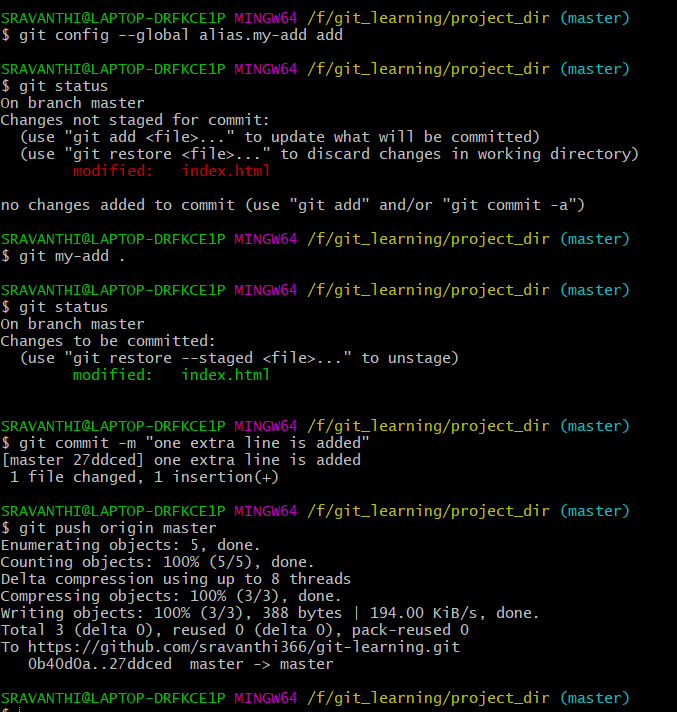 SRAVANTHI@LAPTOP-DRFKCE1P MINGW64 /f/git_learning/project_dir (master)
$ git config --global alias.my-add add
SRAVANTHI@LAPTOP-DRFKCE1P MINGW64 /f/git_learning/project_dir (master)
$ git status
On branch master
Changes not staged for commit:
  (use "git add <file>..." to update what will be committed)
  (use "git restore <file>..." to discard changes in working directory)
        modified:   index.html
no changes added to commit (use "git add" and/or "git commit -a")
SRAVANTHI@LAPTOP-DRFKCE1P MINGW64 /f/git_learning/project_dir (master)
$ git my-add .
SRAVANTHI@LAPTOP-DRFKCE1P MINGW64 /f/git_learning/project_dir (master)
$ git status
On branch master
Changes to be committed:
  (use "git restore --staged <file>..." to unstage)
        modified:   index.html
SRAVANTHI@LAPTOP-DRFKCE1P MINGW64 /f/git_learning/project_dir (master)
$ git commit -m "one extra line is added"
[master 27ddced] one extra line is added
 1 file changed, 1 insertion(+)
SRAVANTHI@LAPTOP-DRFKCE1P MINGW64 /f/git_learning/project_dir (master)
$ git push origin master
Enumerating objects: 5, done.
Counting objects: 100% (5/5), done.
Delta compression using up to 8 threads
Compressing objects: 100% (3/3), done.
Writing objects: 100% (3/3), 388 bytes | 194.00 KiB/s, done.
Total 3 (delta 0), reused 0 (delta 0), pack-reused 0
To https://github.com/sravanthi366/git-learning.git
   0b40d0a..27ddced  master -> master
SRAVANTHI@LAPTOP-DRFKCE1P MINGW64 /f/git_learning/project_dir (master)
$